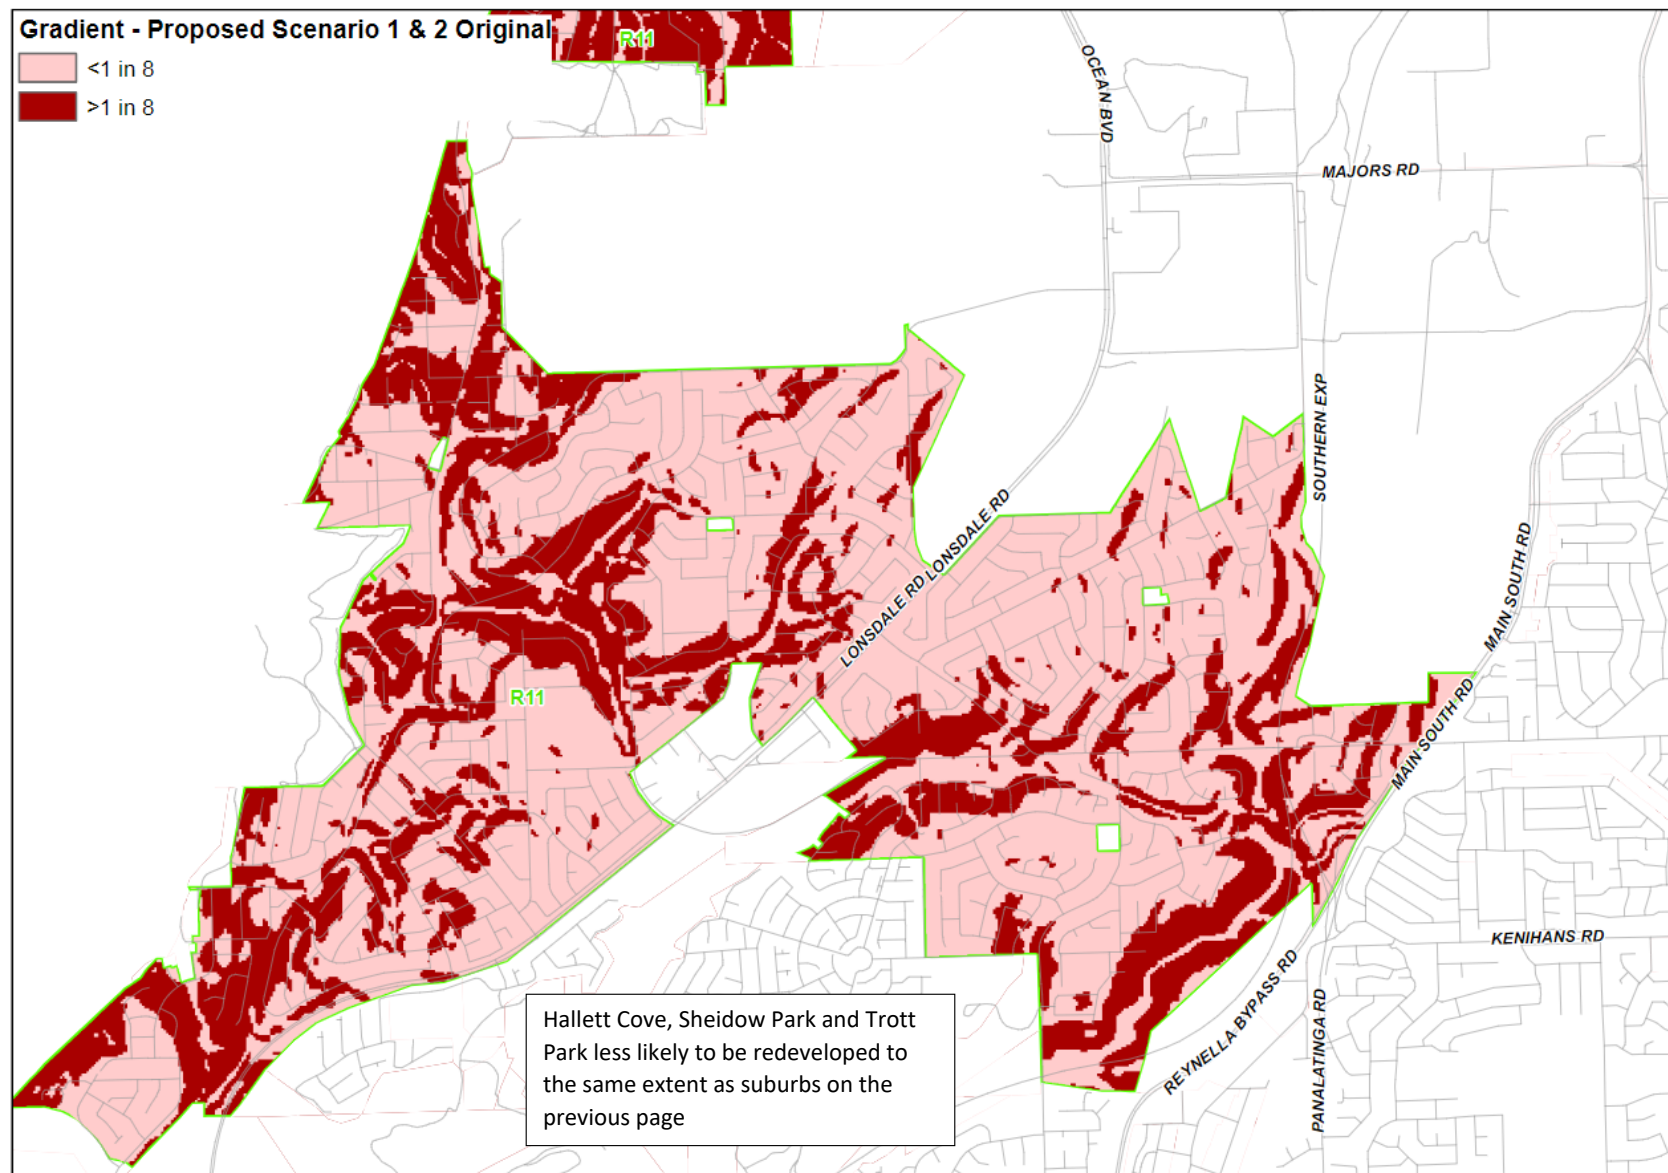 Gradient - Proposed Scenario 1 & 2 Original
<1 in 8
>1 in 8
R11
OCEAN BVD
MAJORS RD
SOUTHERN EXP
LONSDALE RD
LONSDALE RD
MAIN SOUTH RD
R11
MAIN SOUTH RD
KENIHANS RD
REYNELLA BYPASS RD
PANALATINGA RD
Hallett Cove, Sheidow Park and Trott
Park less likely to be redeveloped to
the same extent as suburbs on the
previous page